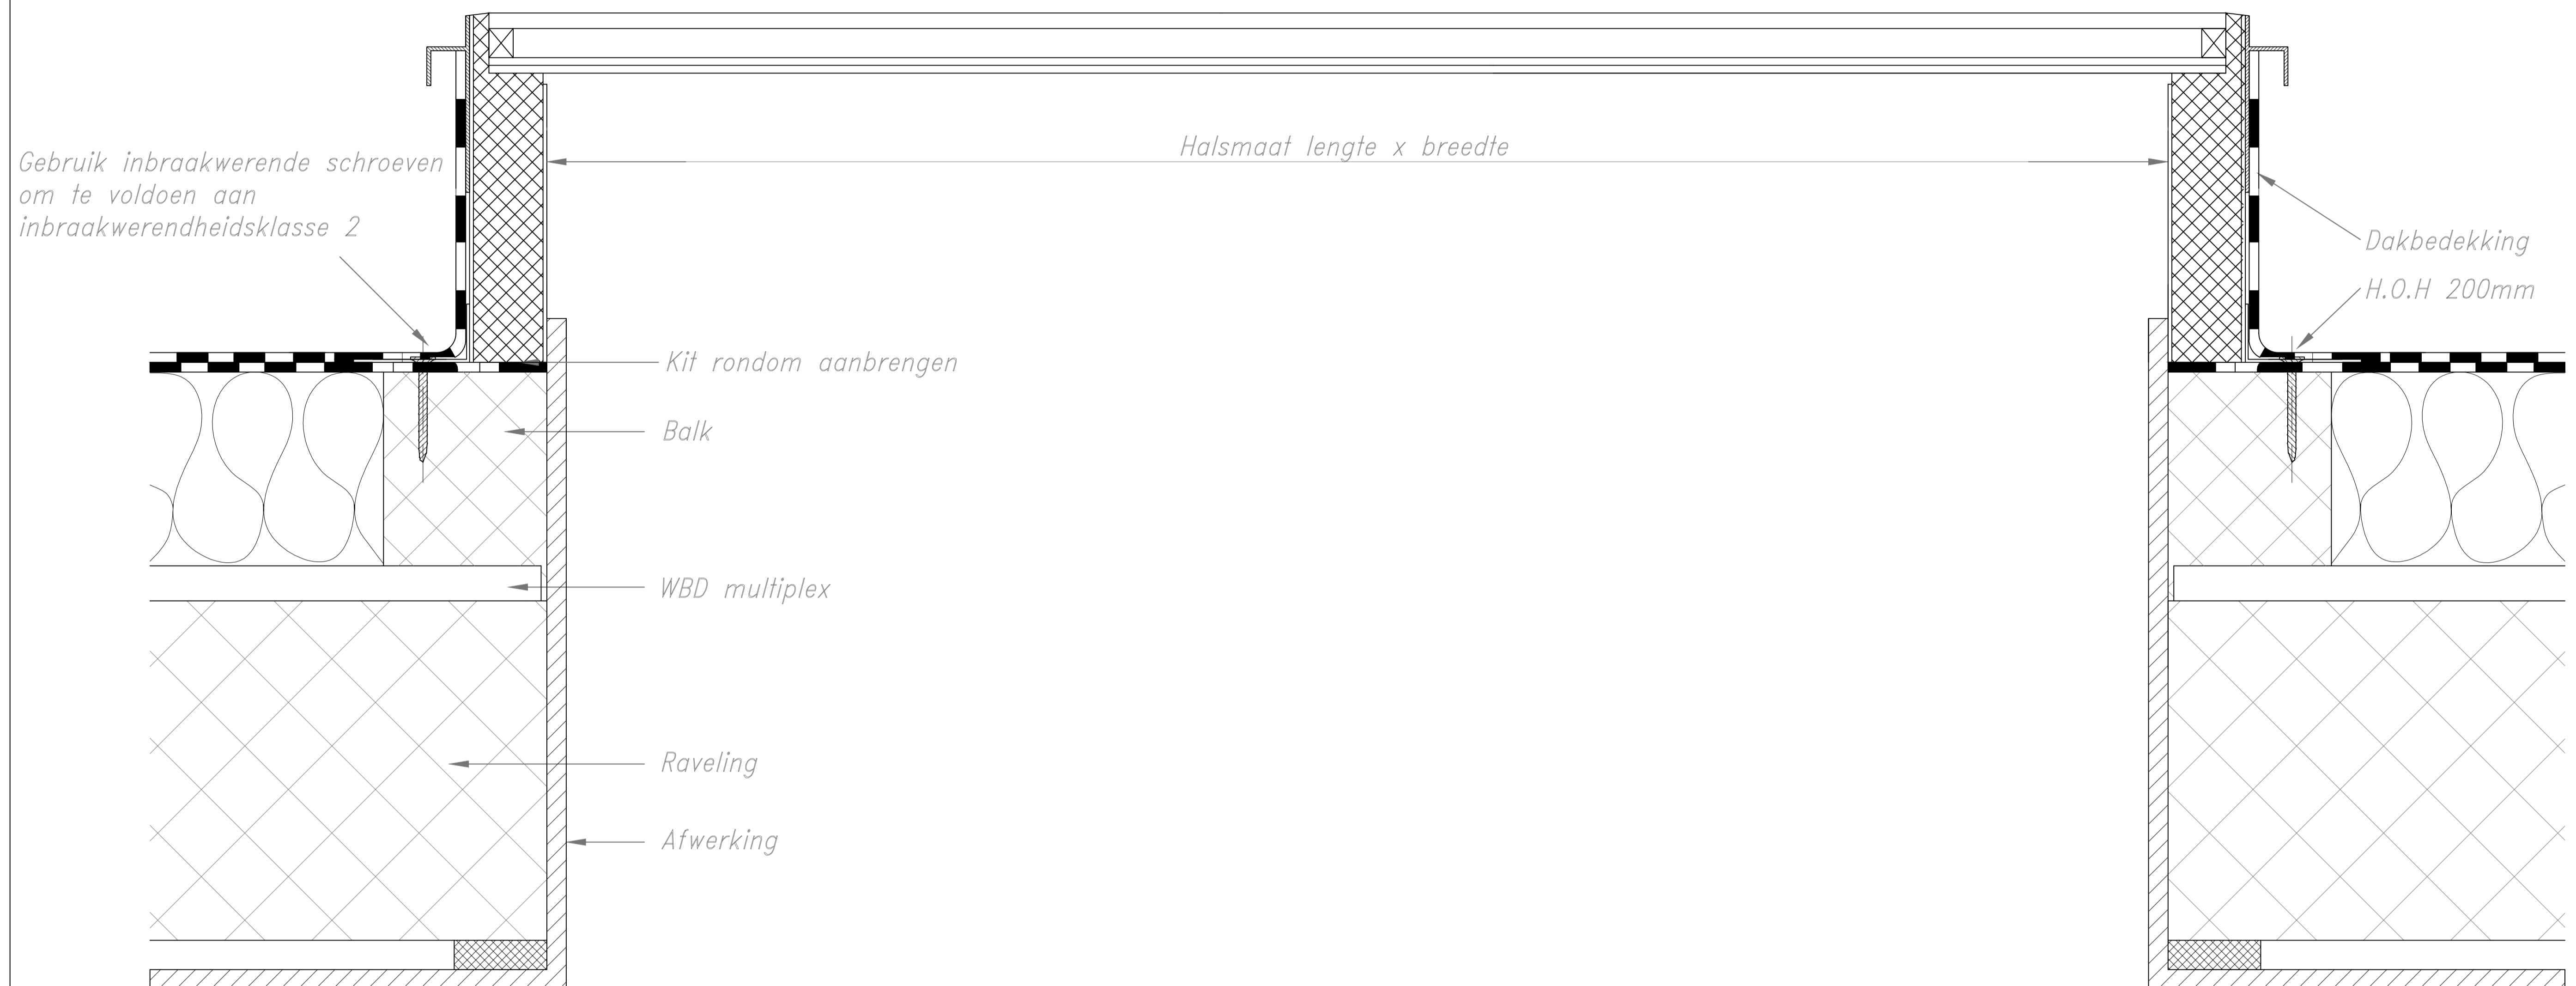 Halsmaat lengte x breedte
Gebruik inbraakwerende schroeven
om te voldoen aan
inbraakwerendheidsklasse 2
Dakbedekking
H.O.H 200mm
Kit rondom aanbrengen
Balk
WBD multiplex
Raveling
Afwerking